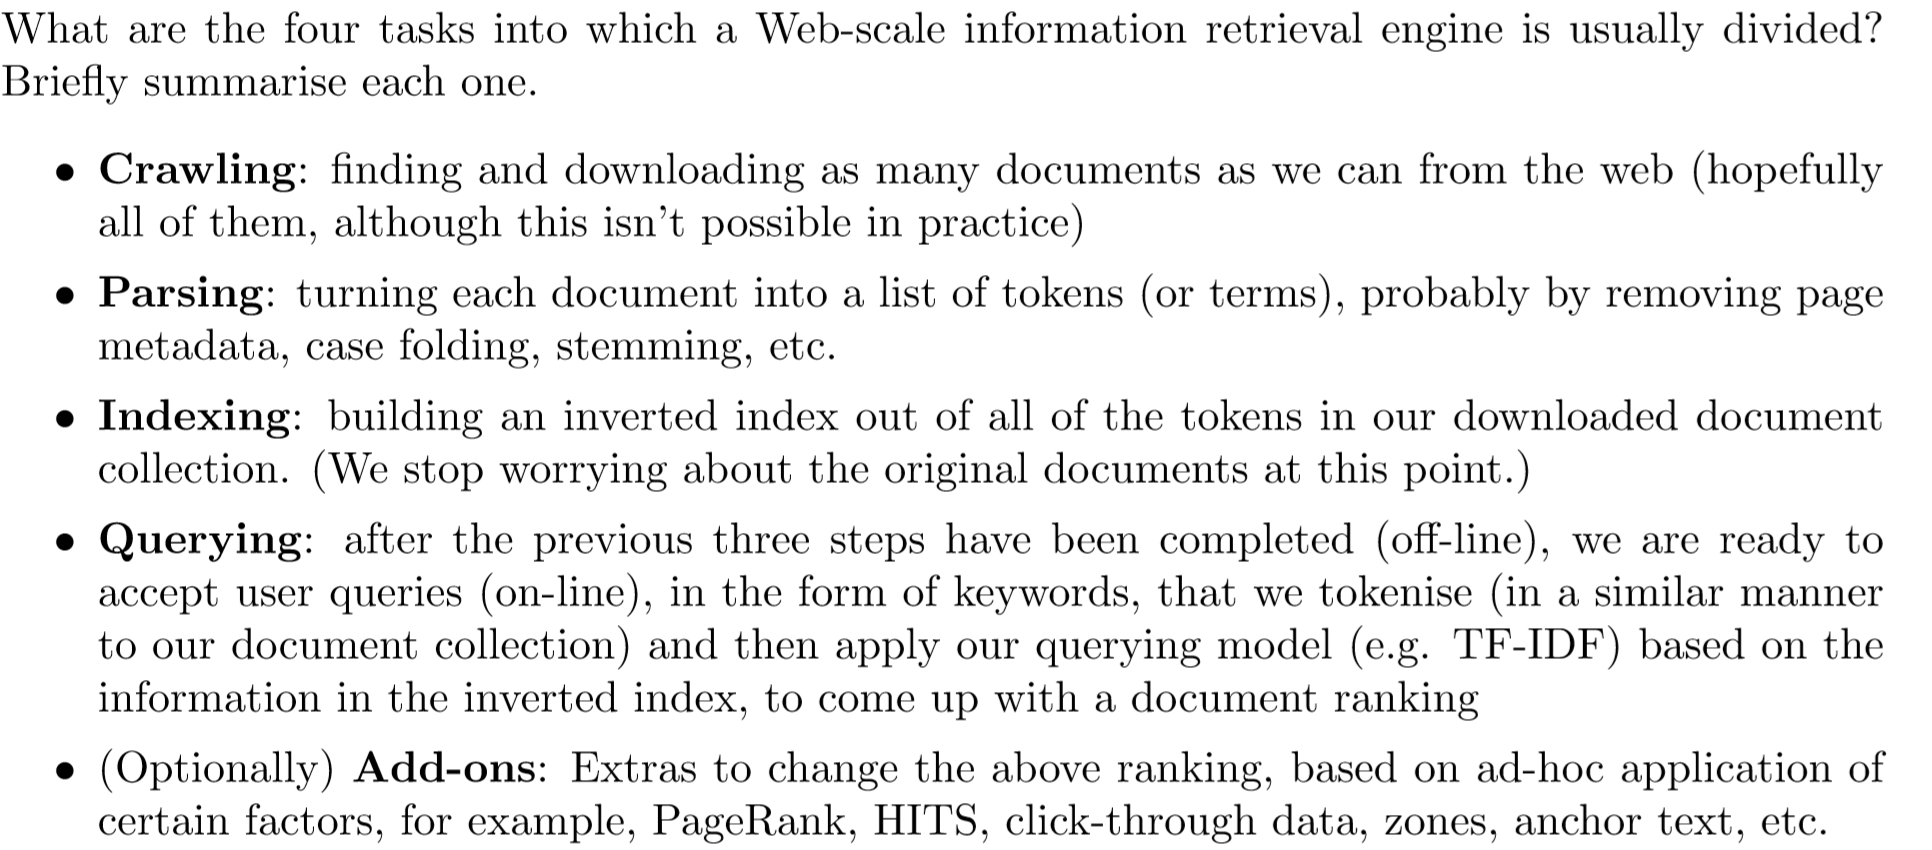 What are the four tasks into which a Web-scale information retrieval engine is usually divided?
Briefly summarise each one.
• Crawling: finding and downloading as many documents as we can from the web (hopefully
all of them, although this isn't possible in practice)
• Parsing: turning each document into a list of tokens (or terms), probably by removing page
metadata, case folding, stemming, etc.
• Indexing: building an inverted index out of all of the tokens in our downloaded document
collection. (We stop worrying about the original documents at this point.)
• Querying: after the previous three steps have been completed (off-line), we are ready to
accept user queries (on-line), in the form of keywords, that we tokenise (in a similar manner
to our document collection) and then apply our querying model (e.g. TF-IDF) based on the
information in the inverted index, to come up with a document ranking
• (Optionally) Add-ons: Extras to change the above ranking, based on ad-hoc application of
certain factors, for example, PageRank, HITS, click-through data, zones, anchor text, etc.